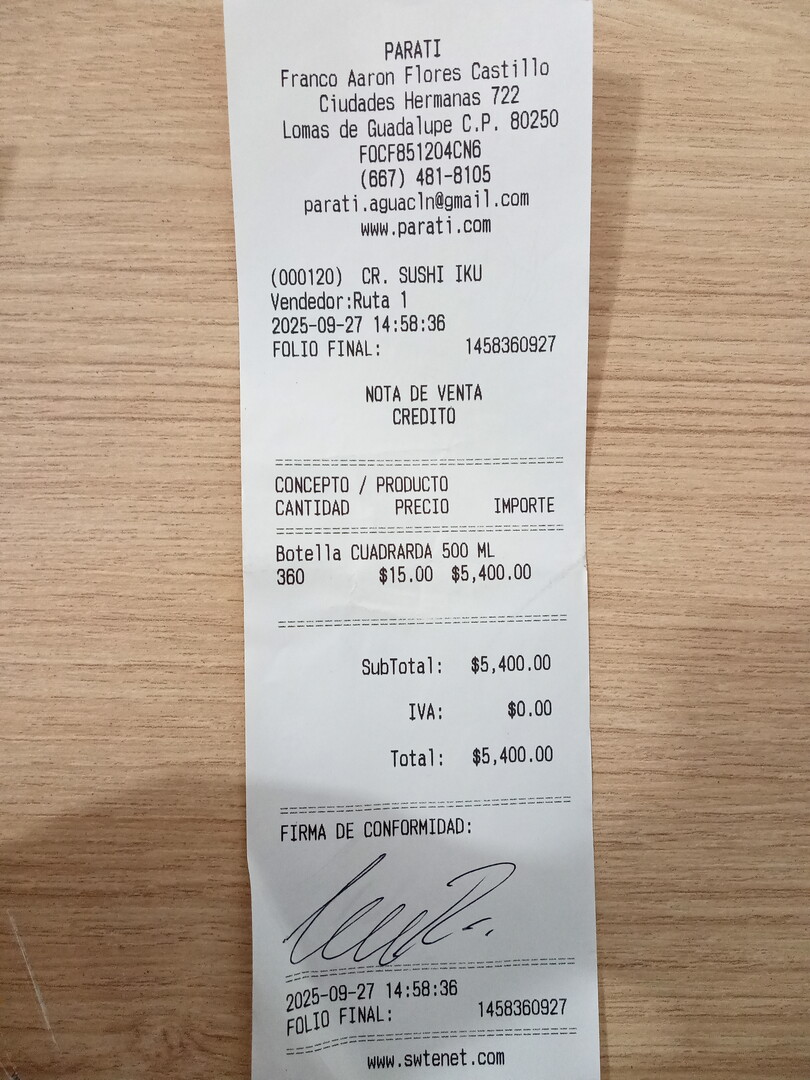 PARATI
Franco Aaron Flores Castillo
Ciudades Hermanas 722
Lomas de Guadalupe C.P. 80250
FOCF851204CN6
(667) 481-8105
parati.aguacln@gmail.com
www.parati.com
(000120) CR. SUSHI IKU
Vendedor:Ruta 1
2025-09-27 14:58:36
FOLIO FINAL: 1458360927
NOTA DE VENTA
CREDITO
CONCEPTO / PRODUCTO
CANTIDAD PRECIO IMPORTE
Botella CUADRARDA 500 ML
360 $15.00 $5,400.00
SubTotal: $5,400.00
IVA: $0.00
Total: $5,400.00
FIRMA DE CONFORMIDAD:
2025-09-27 14:58:36
FOLIO FINAL: 1458360927
www.swtenet.com